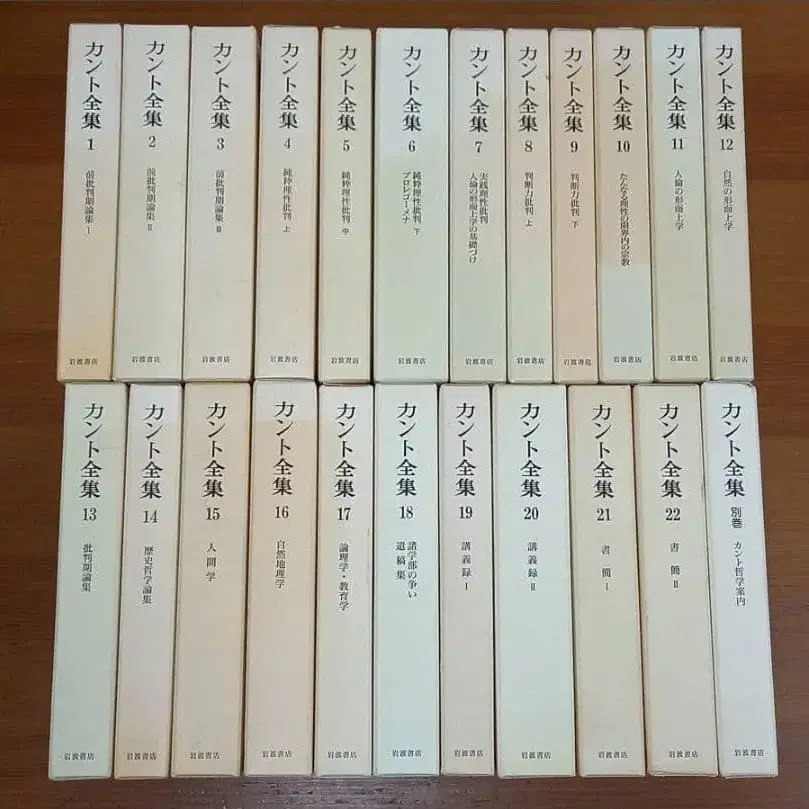 カント全集
1
前批判期論集 I
岩波書店
カント全集
2
前批判期論集 II
岩波書店
カント全集
3
前批判期論集 III
岩波書店
カント全集
4
純粋理性批判 上
岩波書店
カント全集
5
純粋理性批判 中
岩波書店
カント全集
6
純粋理性批判 下
プロレゴーメナ
岩波書店
カント全集
7
実践理性批判
人倫の形而上学の基礎づけ
岩波書店
カント全集
8
判断力批判 上
岩波書店
カント全集
9
判断力批判 下
岩波書店
カント全集
10
たんなる理性の限界内の宗教
岩波書店
カント全集
11
人倫の形而上学
岩波書店
カント全集
12
自然の形而上学
岩波書店
カント全集
13
批判期論集
岩波書店
カント全集
14
歴史哲学論集
岩波書店
カント全集
15
人間学
岩波書店
カント全集
16
自然地理学
岩波書店
カント全集
17
論理学・教育学
岩波書店
カント全集
18
諸学部の争い
遺稿集
岩波書店
カント全集
19
講義録 I
岩波書店
カント全集
20
講義録 II
岩波書店
カント全集
21
書簡 I
岩波書店
カント全集
22
書簡 II
岩波書店
カント全集
別巻
カント哲学案内
岩波書店